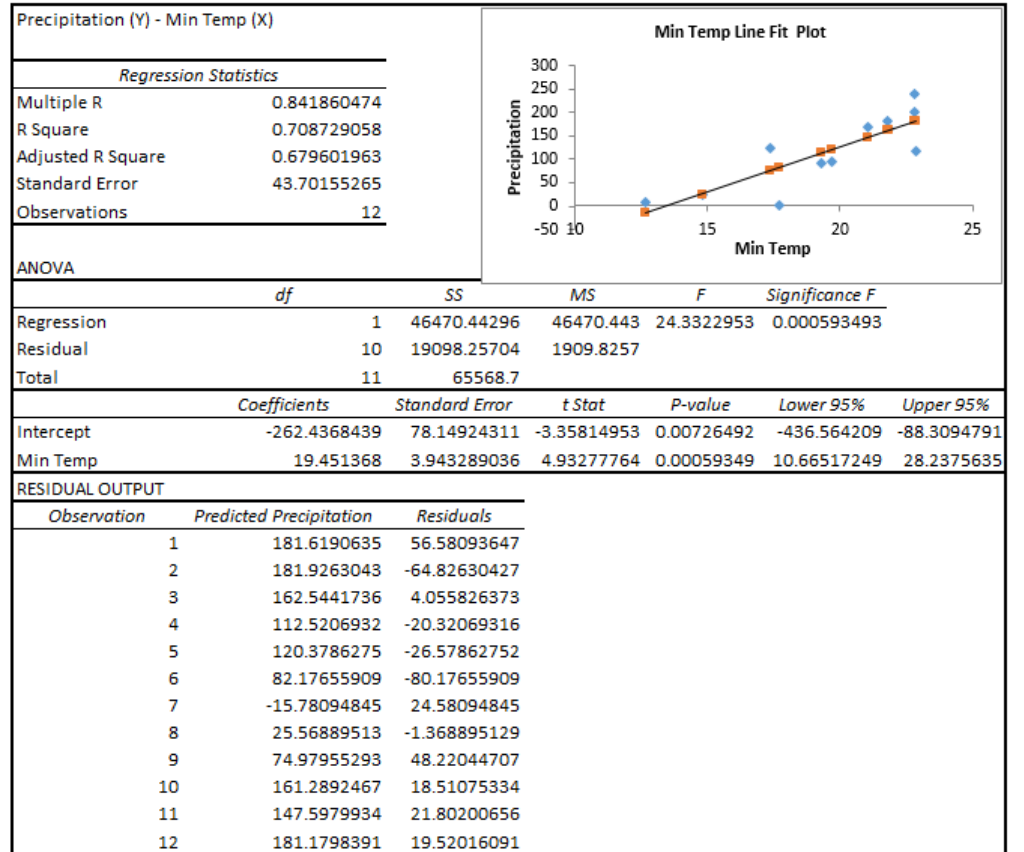 Precipitation (Y) - Min Temp (X)
Regression Statistics
Multiple R 0.841860474
R Square 0.708729058
Adjusted R Square 0.679601963
Standard Error 43.70155265
Observations 12
Min Temp Line Fit Plot
300
250
200
150
100
50
0
-50
10 15 20 25
Precipitation
Min Temp
ANOVA
df SS MS F Significance F
Regression 1 46470.44296 46470.443 24.3322953 0.000593493
Residual 10 19098.25704 1909.8257
Total 11 65568.7
Coefficients Standard Error t Stat P-value Lower 95% Upper 95%
Intercept -262.4368439 78.14924311 -3.35814953 0.00726492 -436.564209 -88.3094791
Min Temp 19.451368 3.943289036 4.93277764 0.00059349 10.66517249 28.2375635
RESIDUAL OUTPUT
Observation Predicted Precipitation Residuals
1 181.6190635 56.58093647
2 181.9263043 -64.82630427
3 162.5441736 4.055826373
4 112.5206932 -20.32069316
5 120.3786275 -26.57862752
6 82.17655909 -80.17655909
7 -15.78094845 24.58094845
8 25.56889513 -1.368895129
9 74.97955293 48.22044707
10 161.2892467 18.51075334
11 147.5979934 21.80200656
12 181.1798391 19.52016091